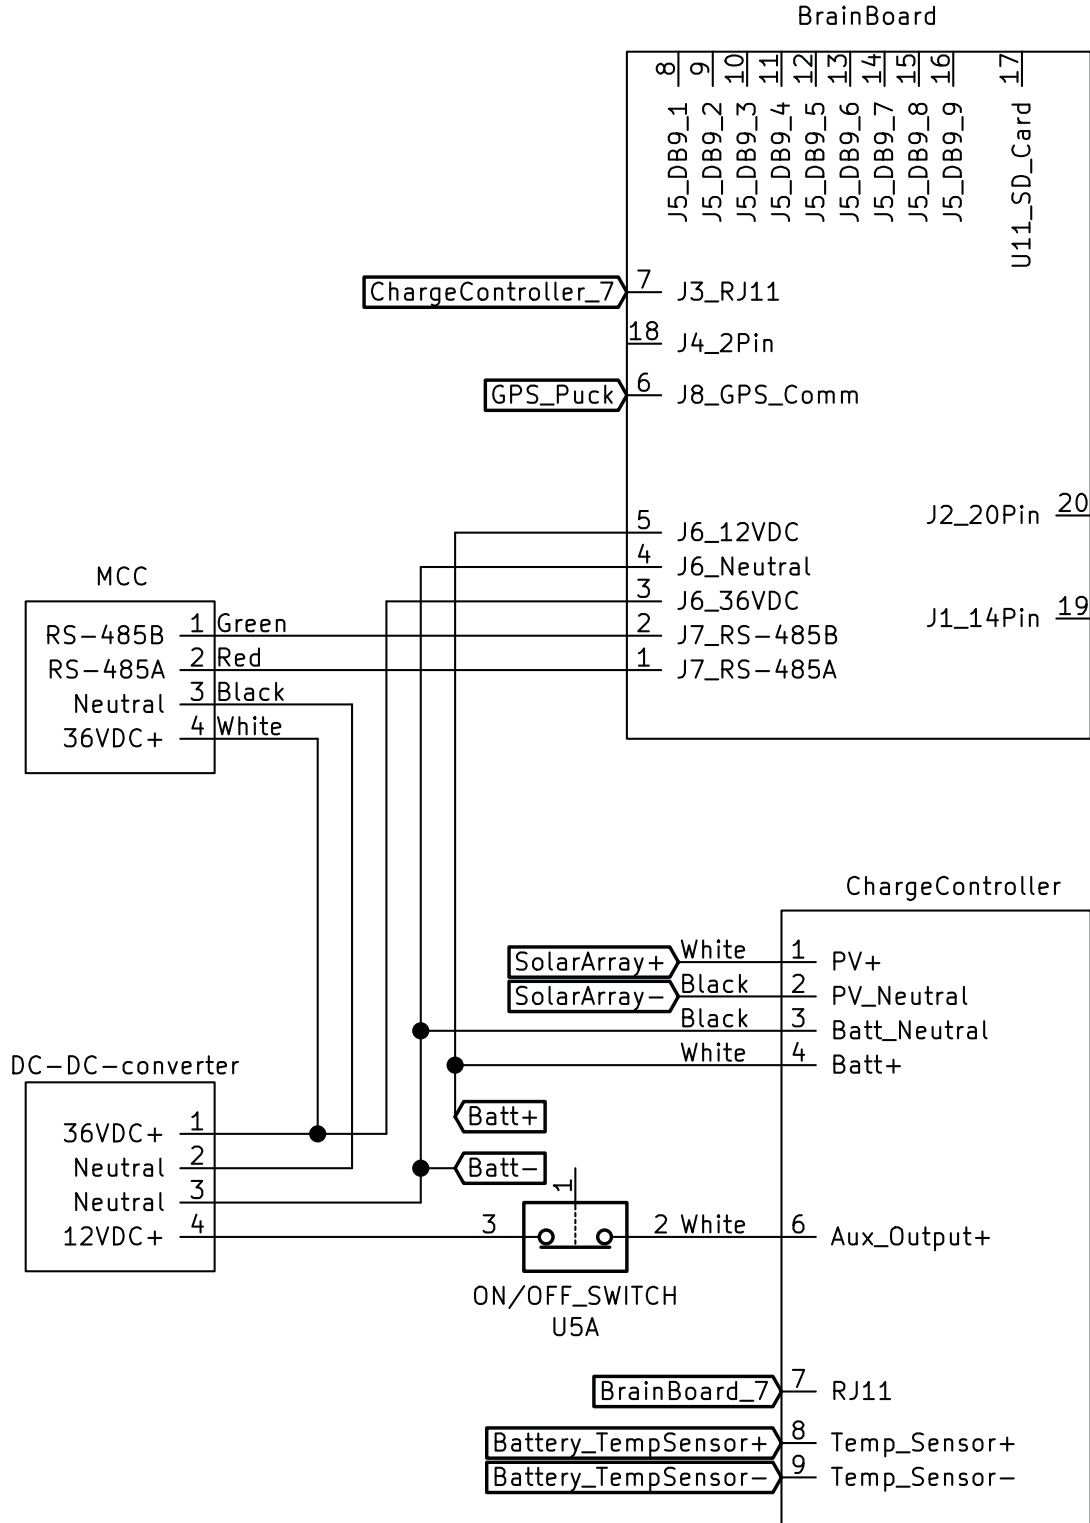 BrainBoard
8 9 10 11 12 13 14 15 16 17
J5_DB9_1
J5_DB9_2
J5_DB9_3
J5_DB9_4
J5_DB9_5
J5_DB9_6
J5_DB9_7
J5_DB9_8
J5_DB9_9
U11_SD_Card
ChargeController_7 7 J3_RJ11
18 J4_2Pin
GPS_Puck 6 J8_GPS_Comm
J2_20Pin 20
5 J6_12VDC
4 J6_Neutral
3 J6_36VDC
J1_14Pin 19
2 J7_RS-485B
1 J7_RS-485A
MCC
RS-485B 1 Green
RS-485A 2 Red
Neutral 3 Black
36VDC+ 4 White
ChargeController
SolarArray+ White 1 PV+
SolarArray- Black 2 PV_Neutral
Black 3 Batt_Neutral
White 4 Batt+
DC-DC-converter
36VDC+ 1
Neutral 2
Neutral 3
12VDC+ 4
Batt+
Batt-
1
3 2 White 6 Aux_Output+
ON/OFF_SWITCH
U5A
BrainBoard_7 7 RJ11
Battery_TempSensor+ 8 Temp_Sensor+
Battery_TempSensor- 9 Temp_Sensor-